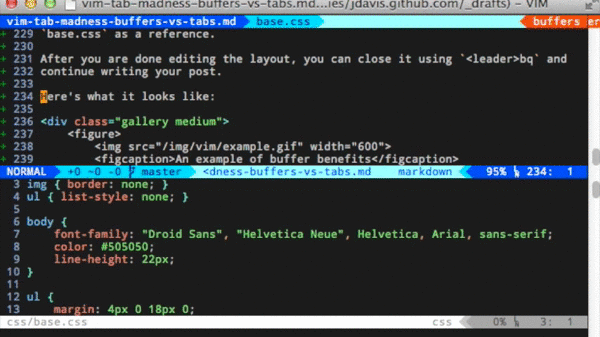 vim-tab-madness-buffers-vs-tabs.md...ies/jdavis.github.com/_drafts) – VIM
vim-tab-madness-buffers-vs-tabs.md base.css buffers
229 `base.css` as a reference.
230
231 After you are done editing the layout, you can close it using `<leader>bq` and
232 continue writing your post.
233
234 Here's what it looks like:
235
236 <div class="gallery medium">
237 <figure>
238 <img src="/img/vim/example.gif" width="600">
239 <figcaption>An example of buffer benefits</figcaption>
NORMAL +0 ~0 -0 master <dness-buffers-vs-tabs.md markdown 95% 234: 1
3 img { border: none; }
4 ul { list-style: none; }
5
6 body {
7 font-family: "Droid Sans", "Helvetica Neue", Helvetica, Arial, sans-serif;
8 color: #505050;
9 line-height: 22px;
10 }
11
12 ul {
13 margin: 4px 0 18px 0;
css/base.css css 0% 3: 1